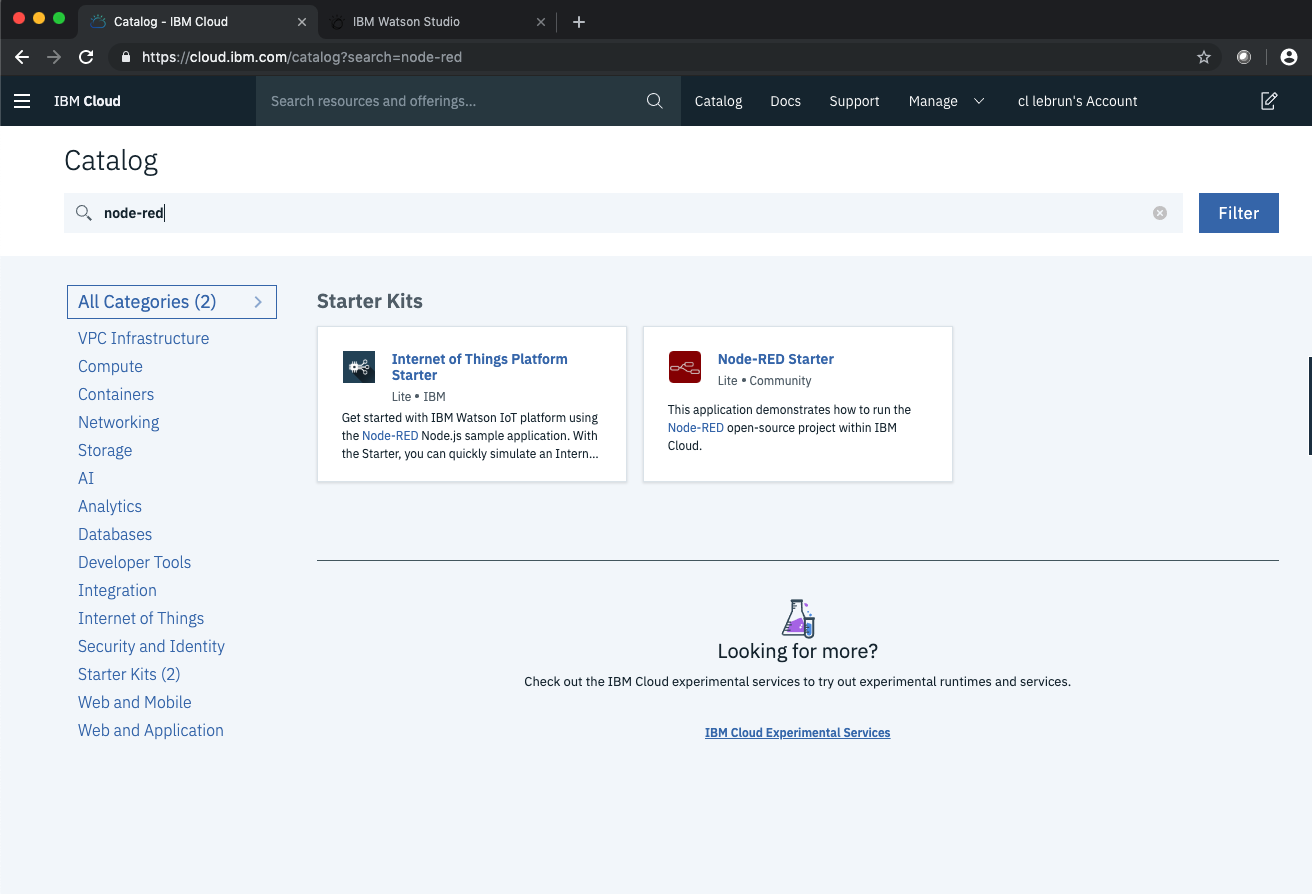 Catalog - IBM Cloud
IBM Watson Studio
https://cloud.ibm.com/catalog?search=node-red
IBM Cloud
Search resources and offerings...
Catalog
Docs
Support
Manage
cl lebrun's Account
Catalog
node-red
Filter
All Categories (2)
VPC Infrastructure
Compute
Containers
Networking
Storage
AI
Analytics
Databases
Developer Tools
Integration
Internet of Things
Security and Identity
Starter Kits (2)
Web and Mobile
Web and Application
Starter Kits
Internet of Things Platform
Starter
Lite • IBM
Get started with IBM Watson IoT platform using
the Node-RED Node.js sample application. With
the Starter, you can quickly simulate an Intern...
Node-RED Starter
Lite • Community
This application demonstrates how to run the
Node-RED open-source project within IBM
Cloud.
Looking for more?
Check out the IBM Cloud experimental services to try out experimental runtimes and services.
IBM Cloud Experimental Services